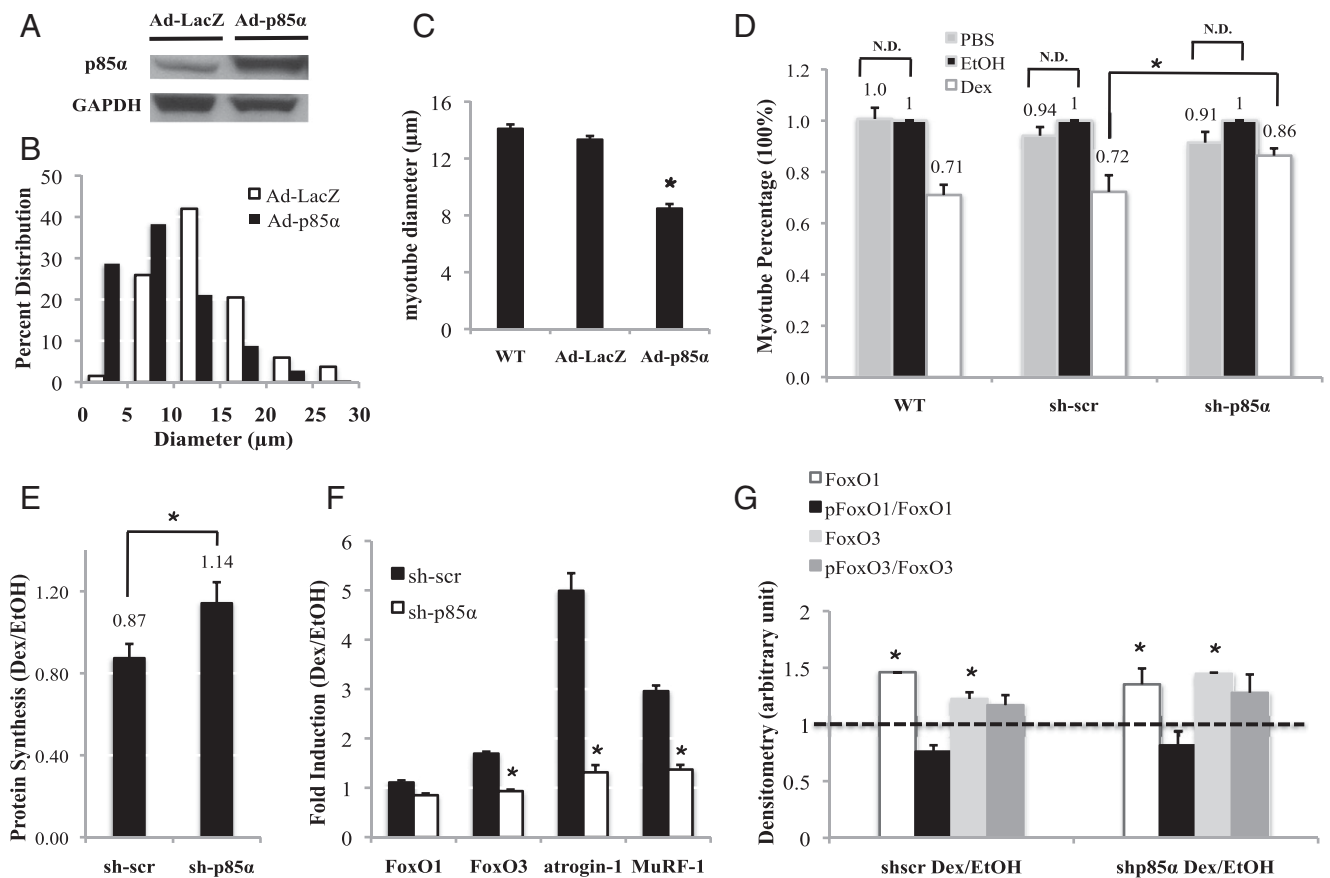 A
Ad-LacZ Ad-p85α
p85α
GAPDH
B
Percent Distribution
50
40
30
20
10
0
Ad-LacZ
Ad-p85α
0 5 10 15 20 25 30
Diameter (µm)
C
myotube diameter (µm)
16
12
8
4
0
*
WT Ad-LacZ Ad-p85α
D
Myotube Percentage (100%)
1.2
1.0
0.8
0.6
0.4
0.2
0.0
PBS
EtOH
Dex
N.D. N.D. N.D.
*
1.0 1 0.71
0.94 1 0.72
0.91 1 0.86
WT sh-scr sh-p85α
E
Protein Synthesis (Dex/EtOH)
1.20
0.80
0.40
0.00
*
0.87
1.14
sh-scr sh-p85α
F
Fold Induction (Dex/EtOH)
6
5
4
3
2
1
0
sh-scr
sh-p85α
* * *
FoxO1 FoxO3 atrogin-1 MuRF-1
G
FoxO1
pFoxO1/FoxO1
FoxO3
pFoxO3/FoxO3
Densitometry (arbitrary unit)
2
1.5
1
0.5
0
* * * *
shscr Dex/EtOH shp85α Dex/EtOH